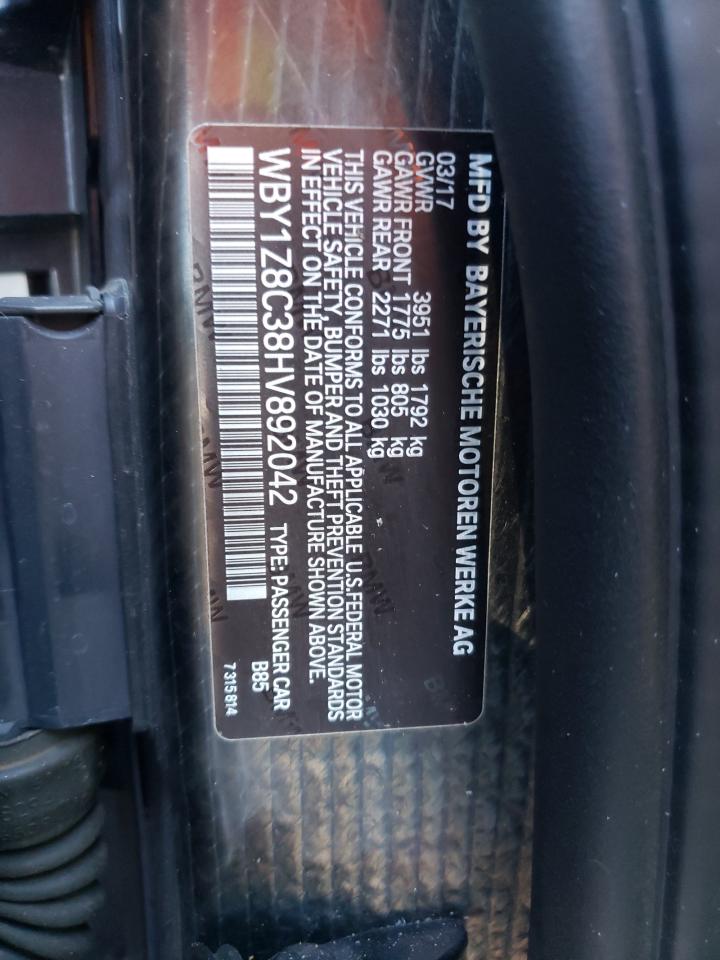 MFD BY BAYERISCHE MOTOREN WERKE AG
03/17
GVWR 3951 lbs 1792 kg
GAWR FRONT 1775 lbs 805 kg
GAWR REAR 2271 lbs 1030 kg
THIS VEHICLE CONFORMS TO ALL APPLICABLE U.S.FEDERAL MOTOR
VEHICLE SAFETY, BUMPER AND THEFT PREVENTION STANDARDS
IN EFFECT ON THE DATE OF MANUFACTURE SHOWN ABOVE.
WBY1Z8C38HV892042 TYPE: PASSENGER CAR
B85
7315814